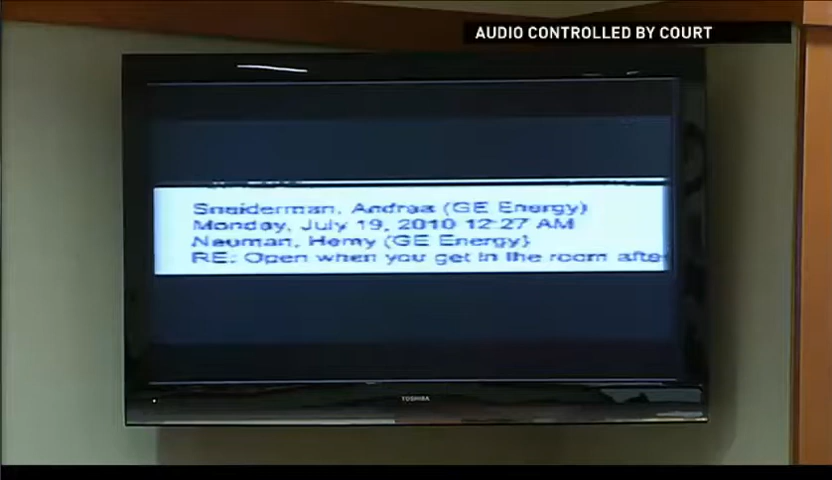 AUDIO CONTROLLED BY COURT
Sneiderman, Andrea (GE Energy)
Monday, July 19, 2010 12:27 AM
Neuman, Hemy (GE Energy)
RE: Open when you get in the room afte
TOSHIBA